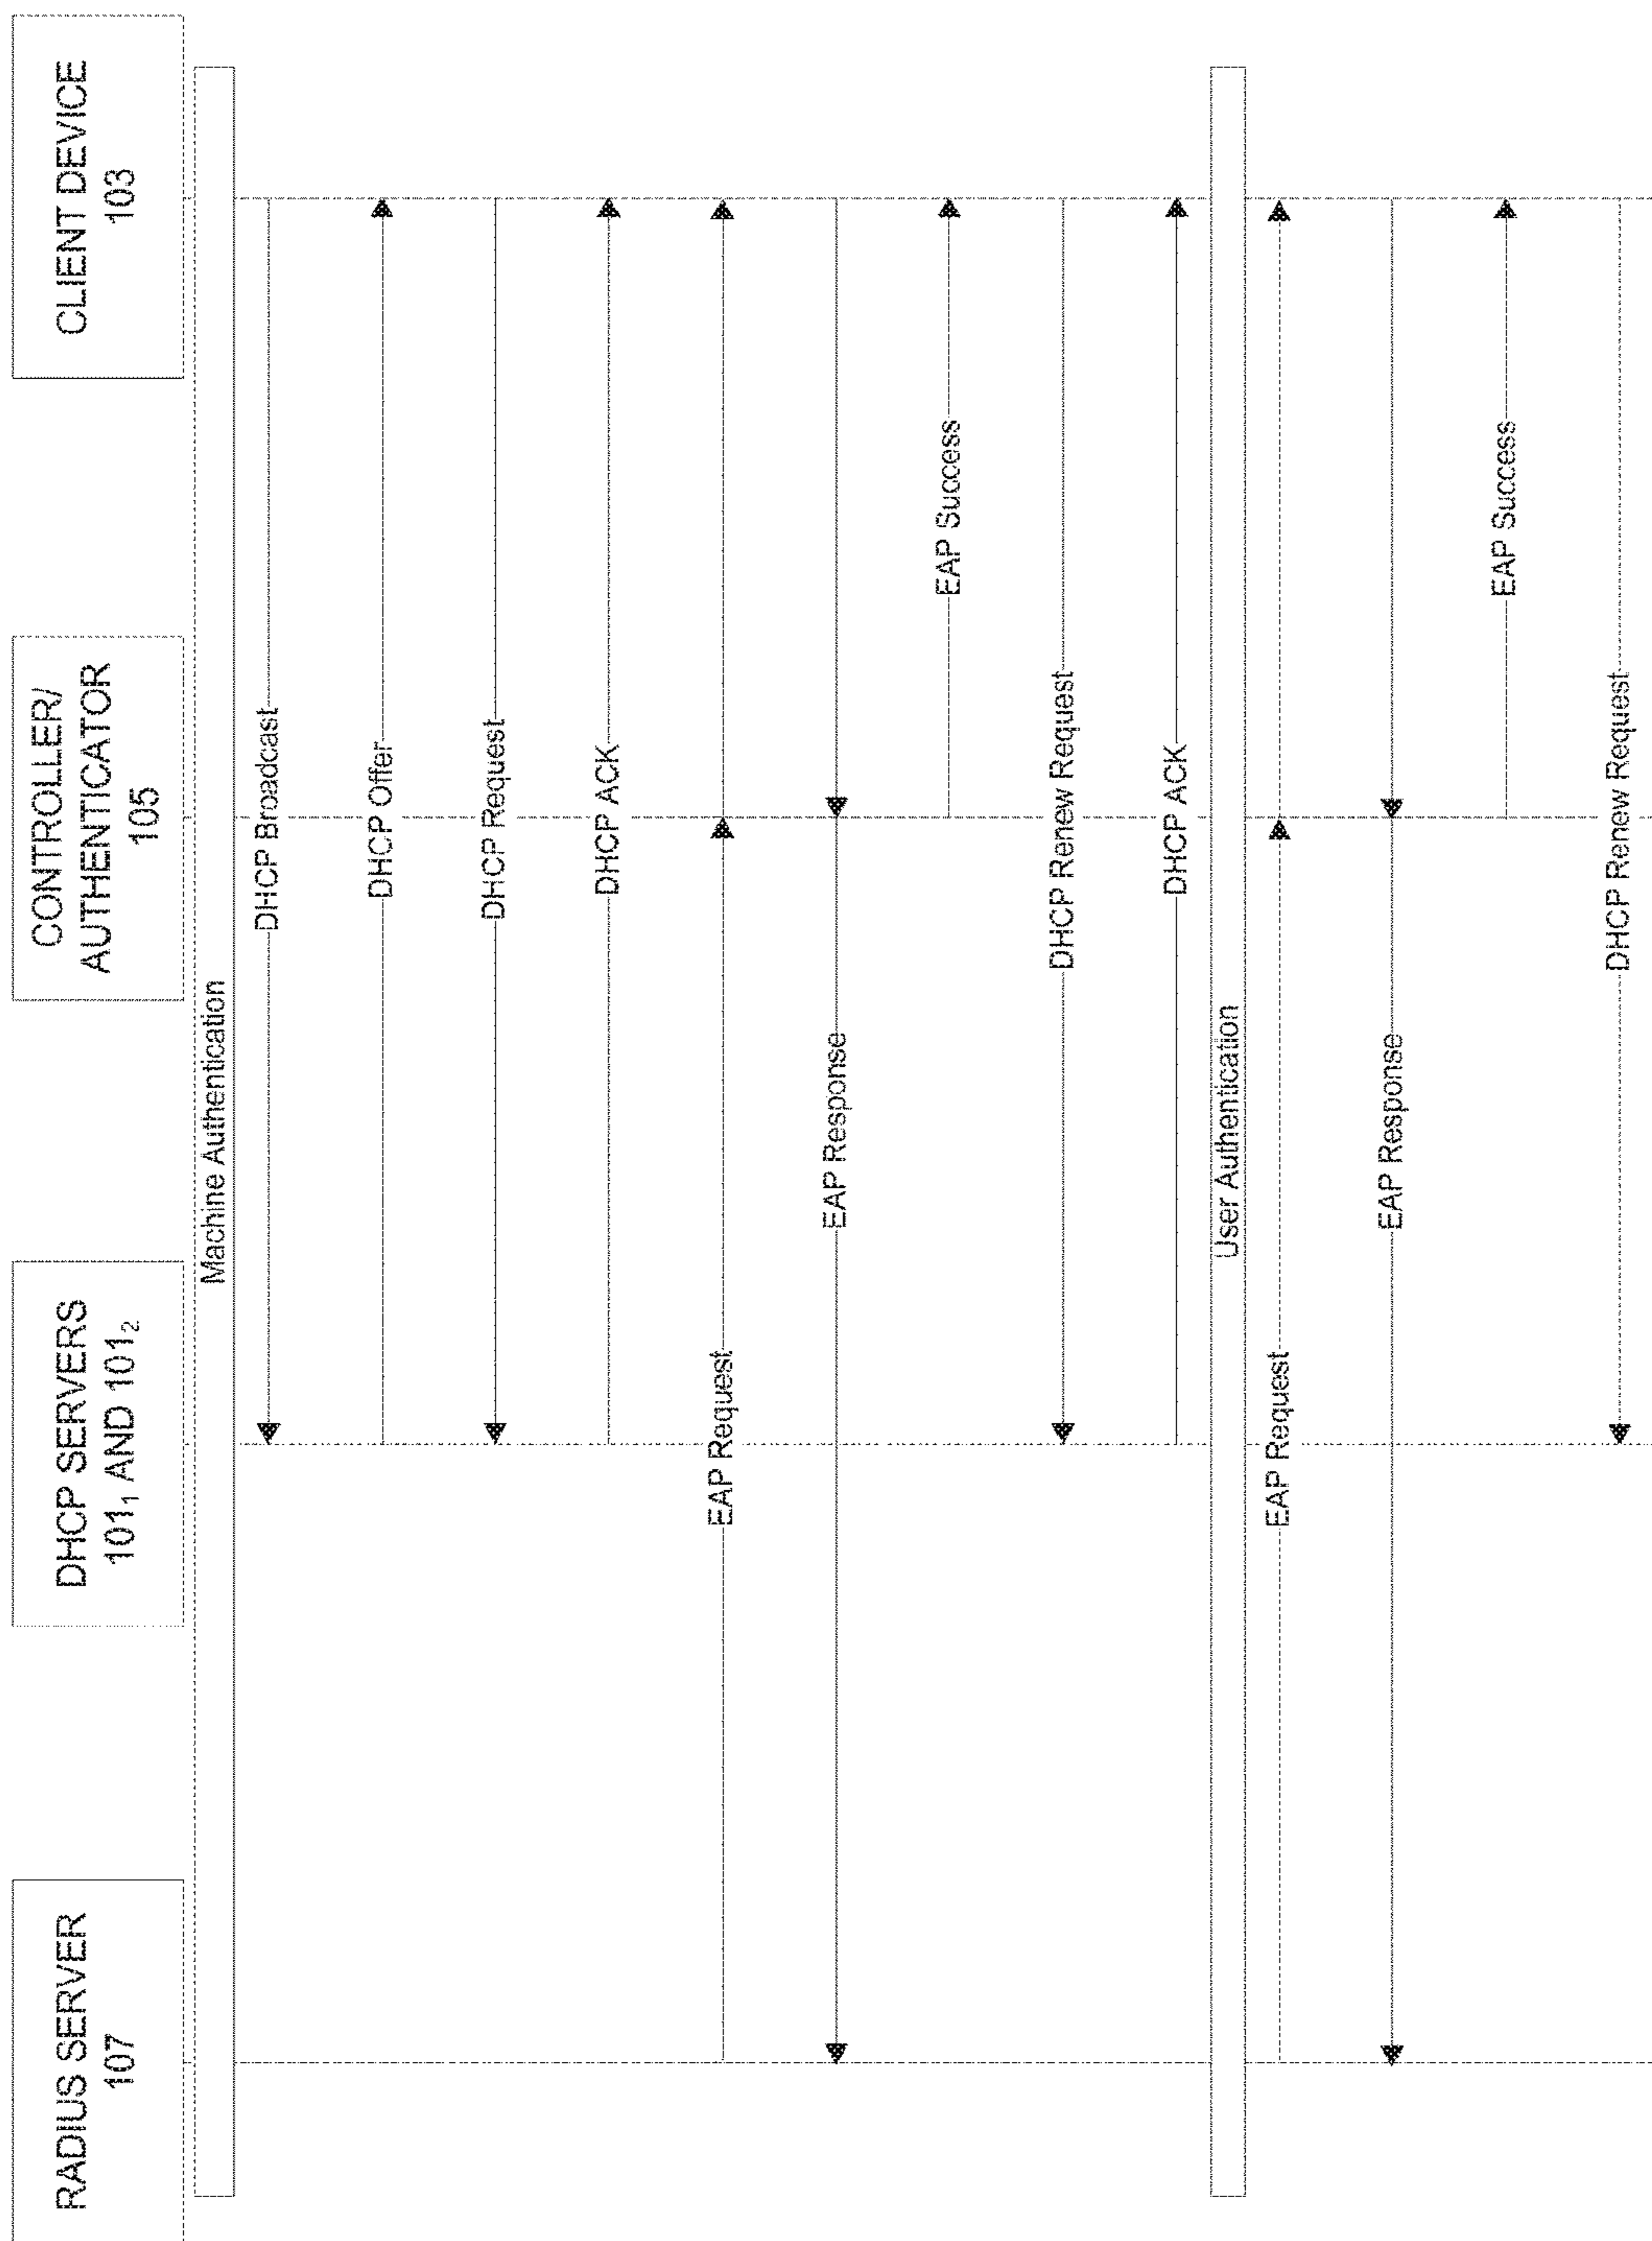 RADIUS SERVER
107
DHCP SERVERS
101₁ AND 101₂
CONTROLLER/
AUTHENTICATOR
105
CLIENT DEVICE
103
Machine Authentication
DHCP Broadcast
DHCP Offer
DHCP Request
DHCP ACK
EAP Request
EAP Response
EAP Success
DHCP Renew Request
DHCP ACK
User Authentication
EAP Request
EAP Response
EAP Success
DHCP Renew Request